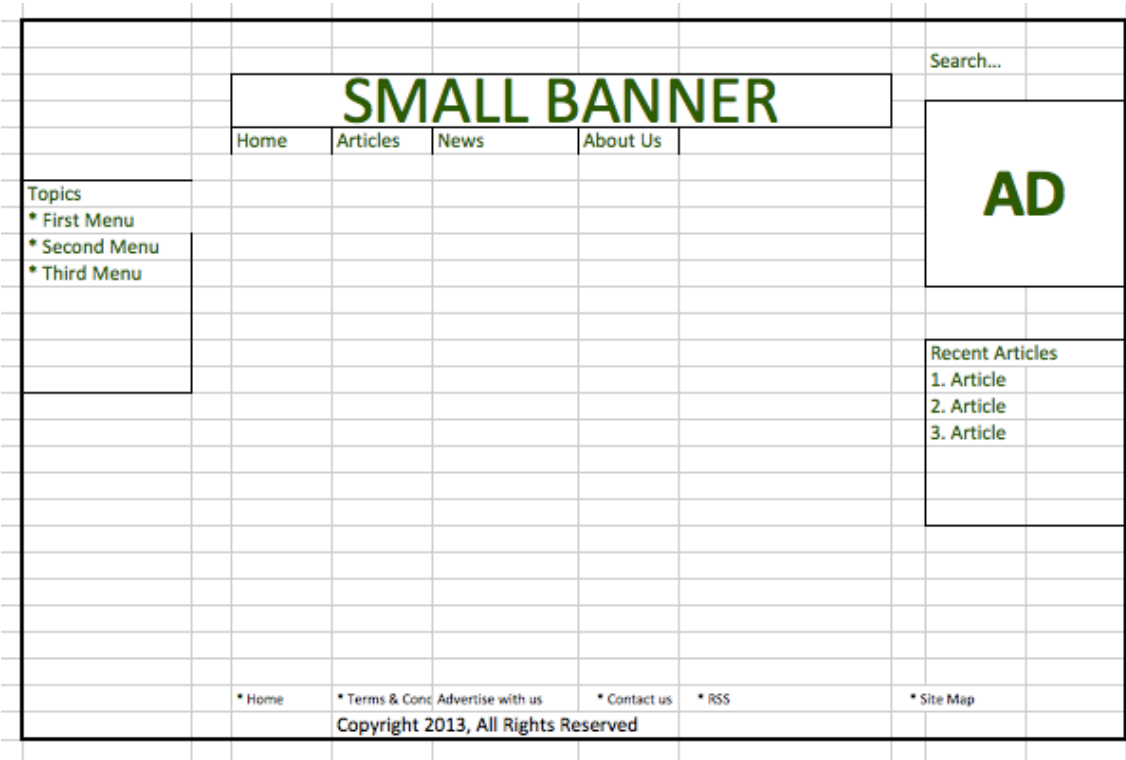 Search...
SMALL BANNER
Home Articles News About Us
AD
Topics
* First Menu
* Second Menu
* Third Menu
Recent Articles
1. Article
2. Article
3. Article
* Home * Terms & Conc Advertise with us * Contact us * RSS * Site Map
Copyright 2013, All Rights Reserved